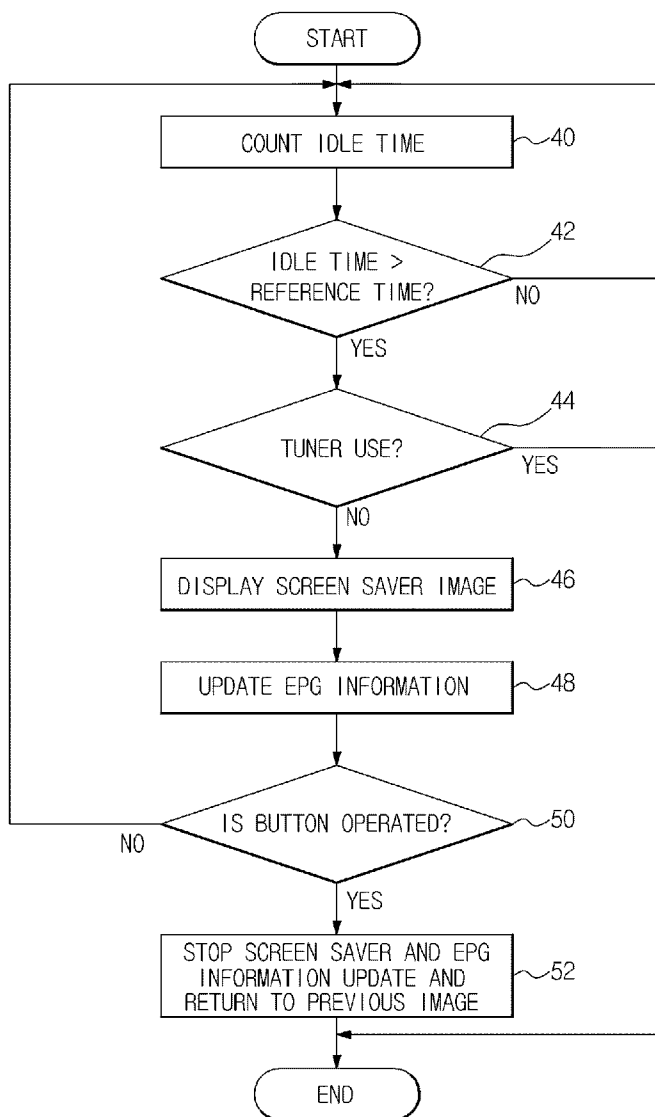 START
COUNT IDLE TIME
40
IDLE TIME >
REFERENCE TIME?
42
NO
YES
TUNER USE?
44
YES
NO
DISPLAY SCREEN SAVER IMAGE
46
UPDATE EPG INFORMATION
48
IS BUTTON OPERATED?
50
NO
YES
STOP SCREEN SAVER AND EPG
INFORMATION UPDATE AND
RETURN TO PREVIOUS IMAGE
52
END